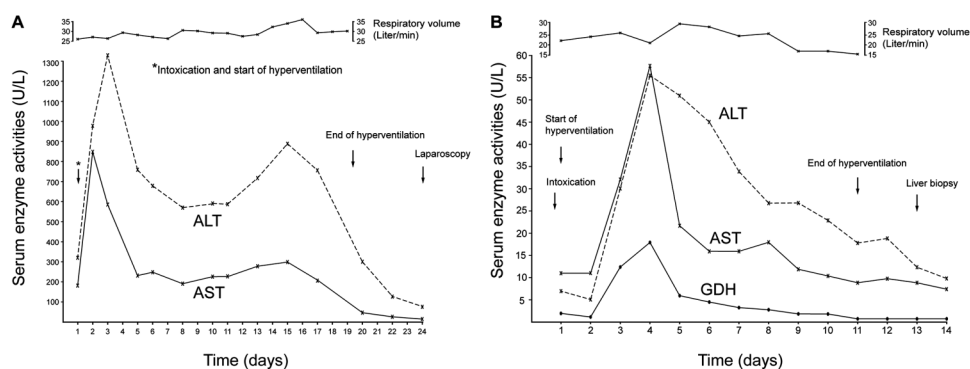 A
35
30
25
35
30
25
Respiratory volume
(Liter/min)
*Intoxication and start of hyperventilation
End of hyperventilation
Laparoscopy
*
ALT
AST
Serum enzyme activities (U/L)
1300
1200
1100
1000
900
800
700
600
500
400
300
200
100
1 2 3 4 5 6 7 8 9 10 11 12 13 14 15 16 17 18 19 20 21 22 23 24
Time (days)
B
30
25
20
15
30
25
20
15
Respiratory volume
(Liter/min)
Start of
hyperventilation
Intoxication
ALT
AST
GDH
End of hyperventilation
Liver biopsy
Serum enzyme activities (U/L)
60
55
50
45
40
35
30
25
20
15
10
5
1 2 3 4 5 6 7 8 9 10 11 12 13 14
Time (days)